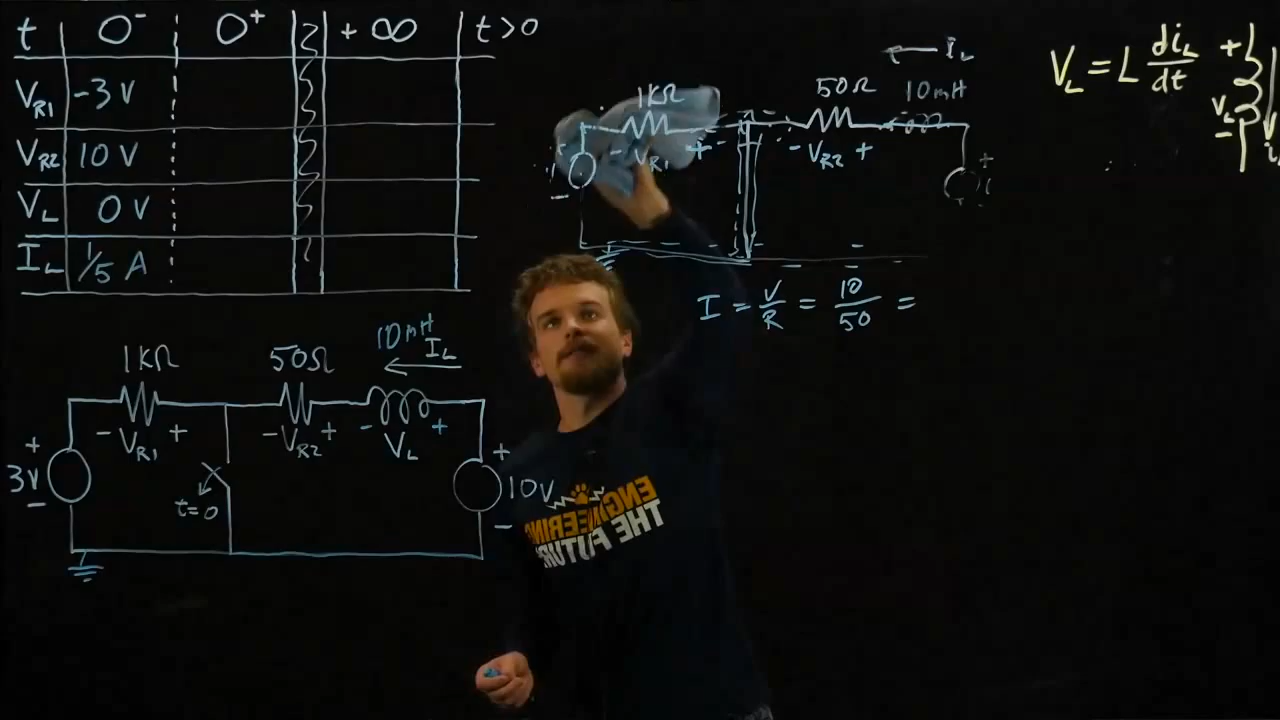 t 0⁻ 0⁺ + ∞ t > 0
V_R1 -3 V
V_R2 10 V
V_L 0 V
I_L 1/5 A
1KΩ 50Ω 10mH I_L
- V_R1 + - V_R2 + - V_L +
+ 3V -
t=0
+ 10V -
I_L
1KΩ 50Ω 10mH
- V_R1 + - V_R2 +
+
-
I = V/R = 10/50 =
V_L = L di_L/dt
+ V_L -
ENGINEERING
THE FUTURE